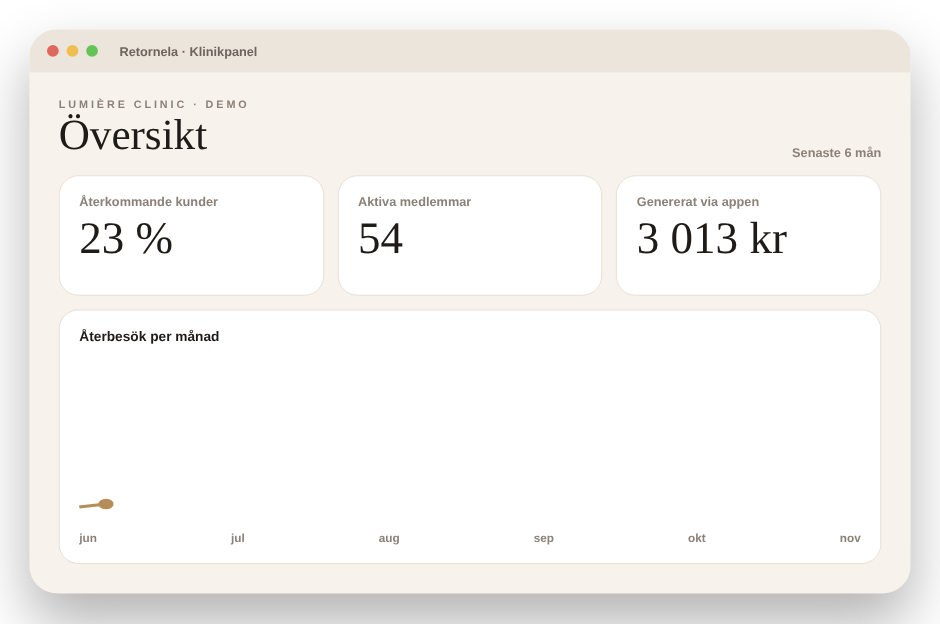 Retornela · Klinikpanel
LUMIÈRE CLINIC · DEMO
Översikt
Senaste 6 mån
Återkommande kunder
23 %
Aktiva medlemmar
54
Genererat via appen
3 013 kr
Återbesök per månad
jun jul aug sep okt nov